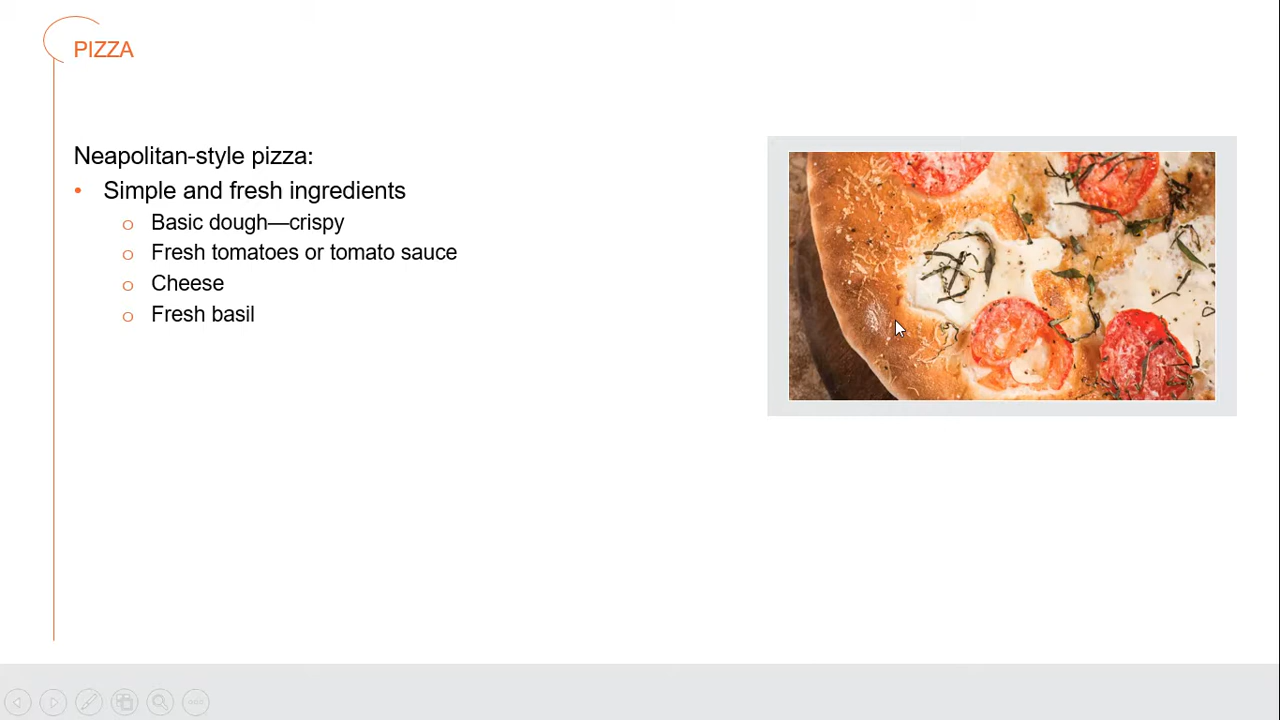 PIZZA
Neapolitan-style pizza:
• Simple and fresh ingredients
o Basic dough—crispy
o Fresh tomatoes or tomato sauce
o Cheese
o Fresh basil